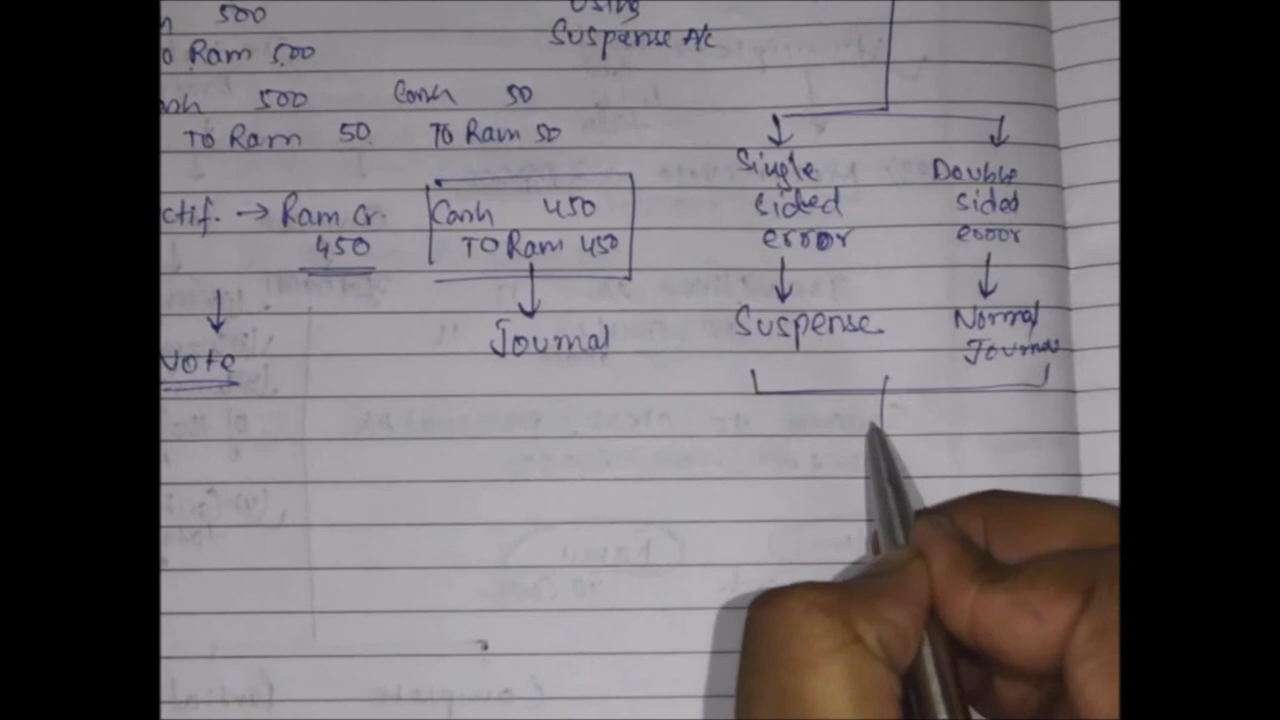 500
To Ram 500
500
To Ram 50
ctif. → Ram Cr.
450
Note
Cash 50
To Ram 50
Cash 450
To Ram 450
Journal
Using
Suspense A/c
Single
sided
error
Suspense
Double
sided
error
Normal
Journal